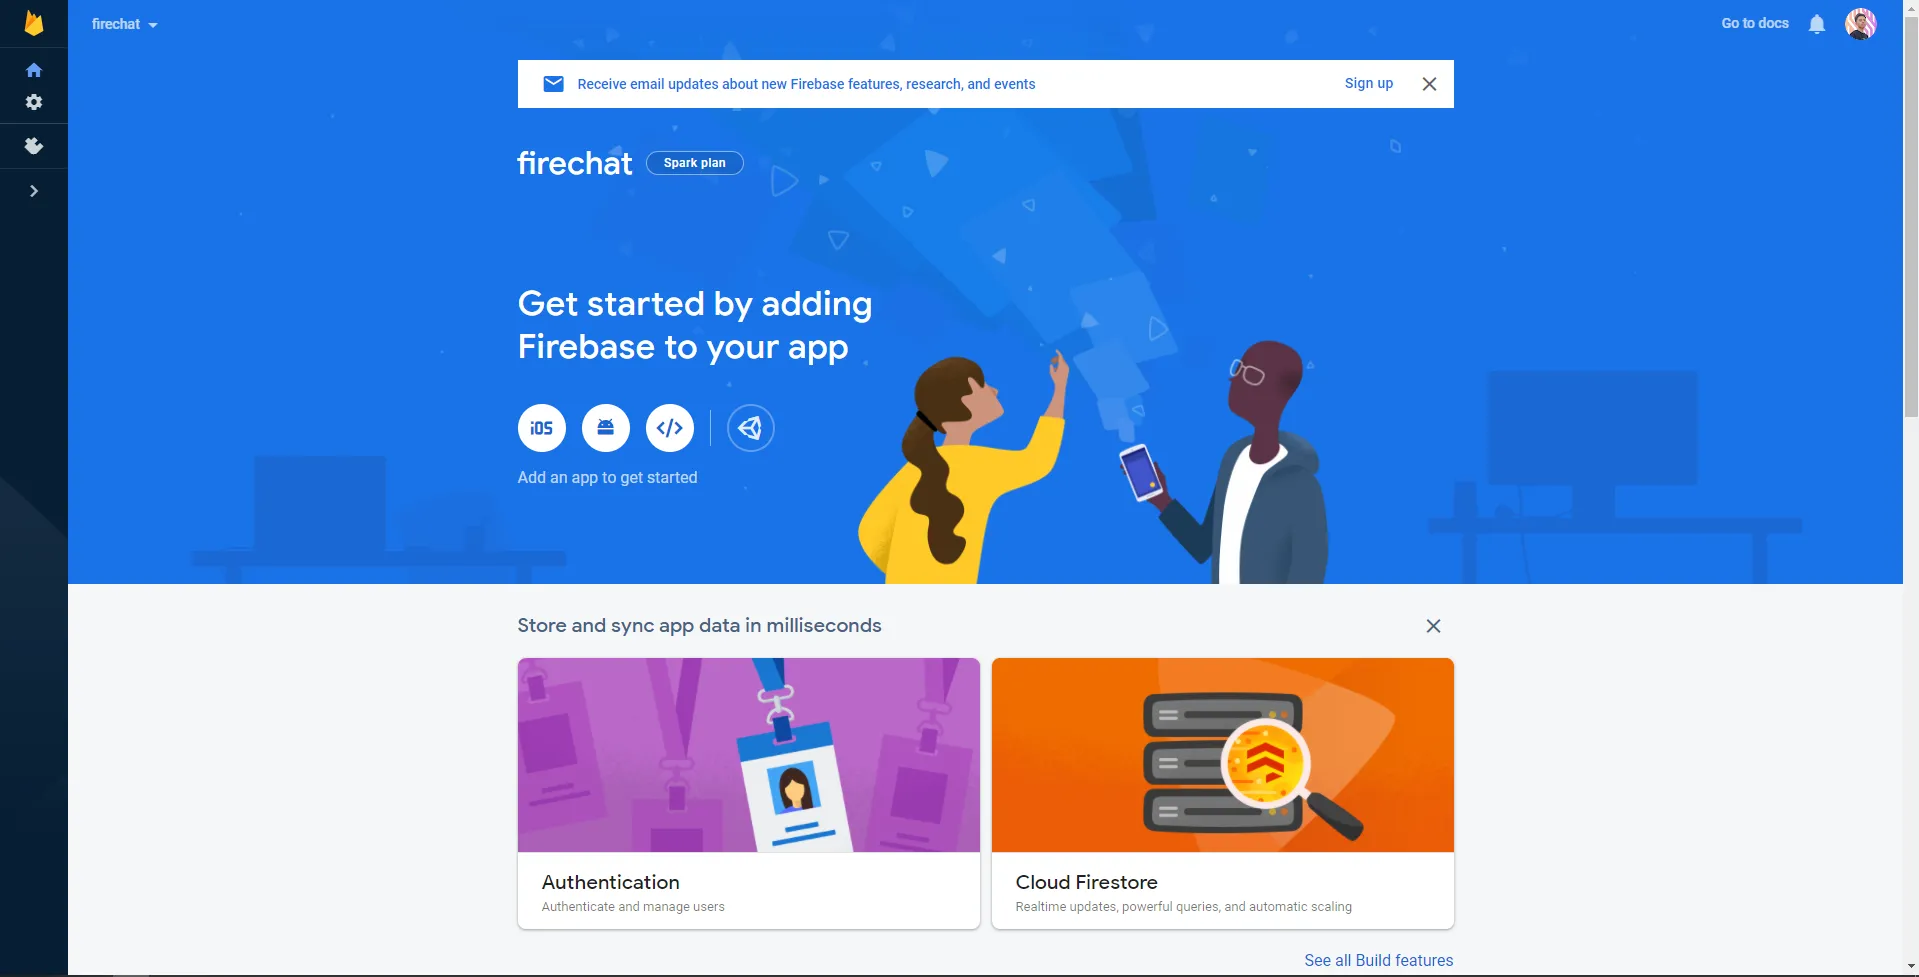 firechat
Go to docs
Receive email updates about new Firebase features, research, and events
Sign up
firechat
Spark plan
Get started by adding
Firebase to your app
iOS
</>
Add an app to get started
Store and sync app data in milliseconds
Authentication
Authenticate and manage users
Cloud Firestore
Realtime updates, powerful queries, and automatic scaling
See all Build features